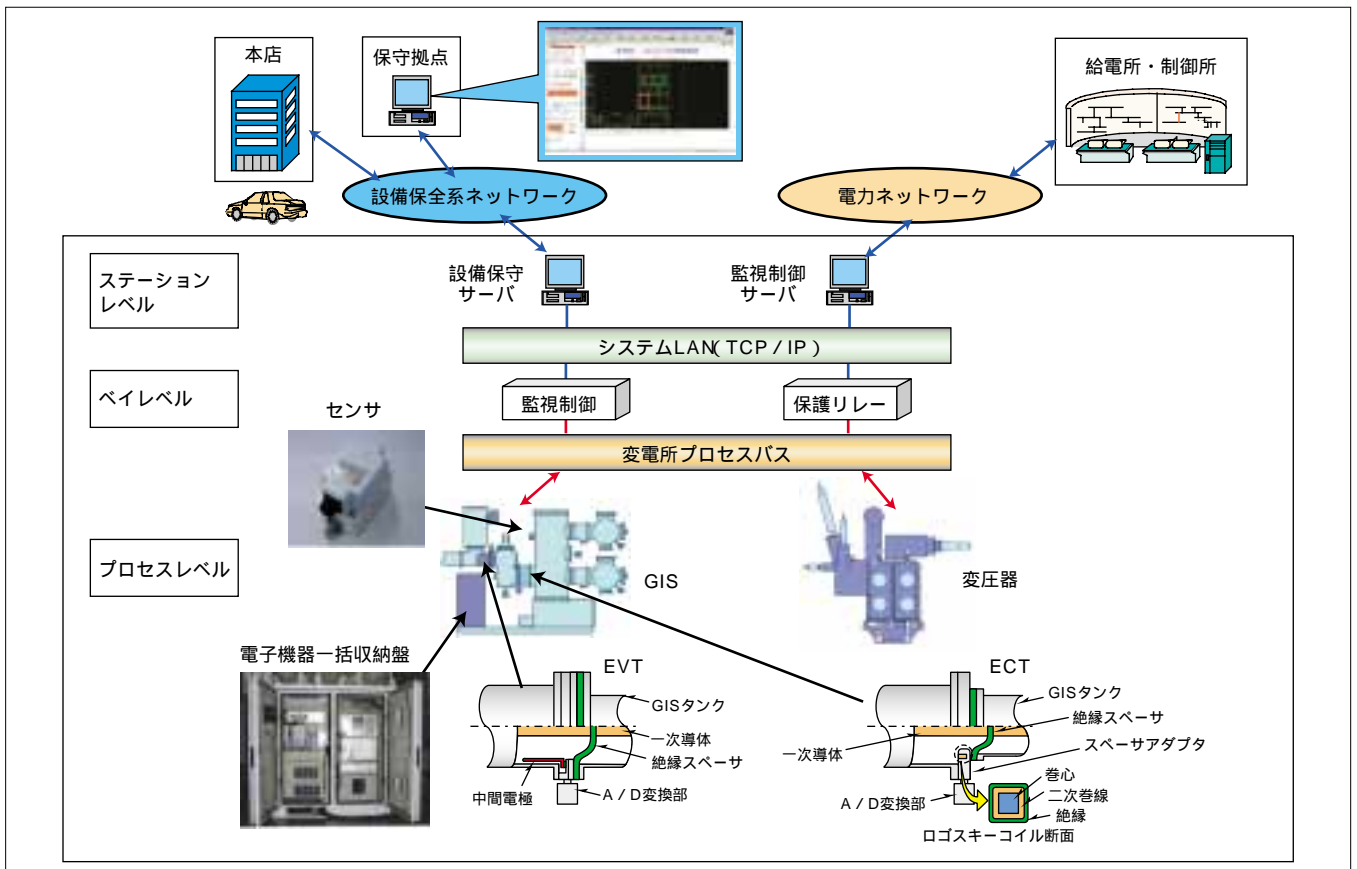 本店
保守拠点
給電所・制御所
設備保全系ネットワーク
電力ネットワーク
ステーション
レベル
設備保守
サーバ
監視制御
サーバ
システムLAN(TCP/IP)
ベイレベル
監視制御
保護リレー
センサ
変電所プロセスバス
プロセスレベル
GIS
変圧器
電子機器一括収納盤
EVT
GISタンク
一次導体
絶縁スペーサ
中間電極
A/D変換部
ECT
GISタンク
絶縁スペーサ
一次導体
スペーサアダプタ
A/D変換部
巻心
二次巻線
絶縁
ロゴスキーコイル断面